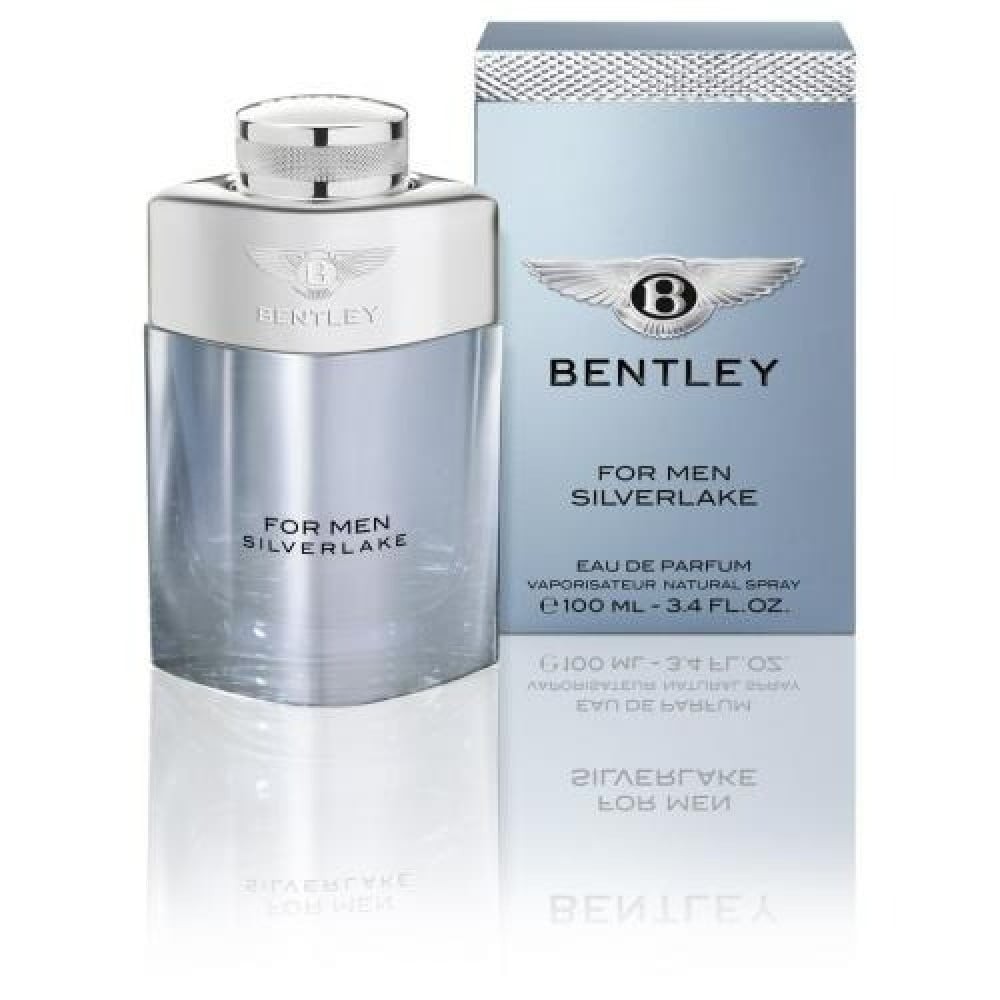 B
BENTLEY
FOR MEN
SILVERLAKE
B
BENTLEY
FOR MEN
SILVERLAKE
EAU DE PARFUM
VAPORISATEUR NATURAL SPRAY
℮ 100 ML - 3.4 FL.OZ.